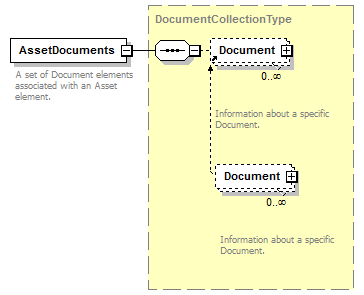 DocumentCollectionType
AssetDocuments
A set of Document elements
associated with an Asset
element.
Document
0..∞
Information about a specific
Document.
Document
0..∞
Information about a specific
Document.